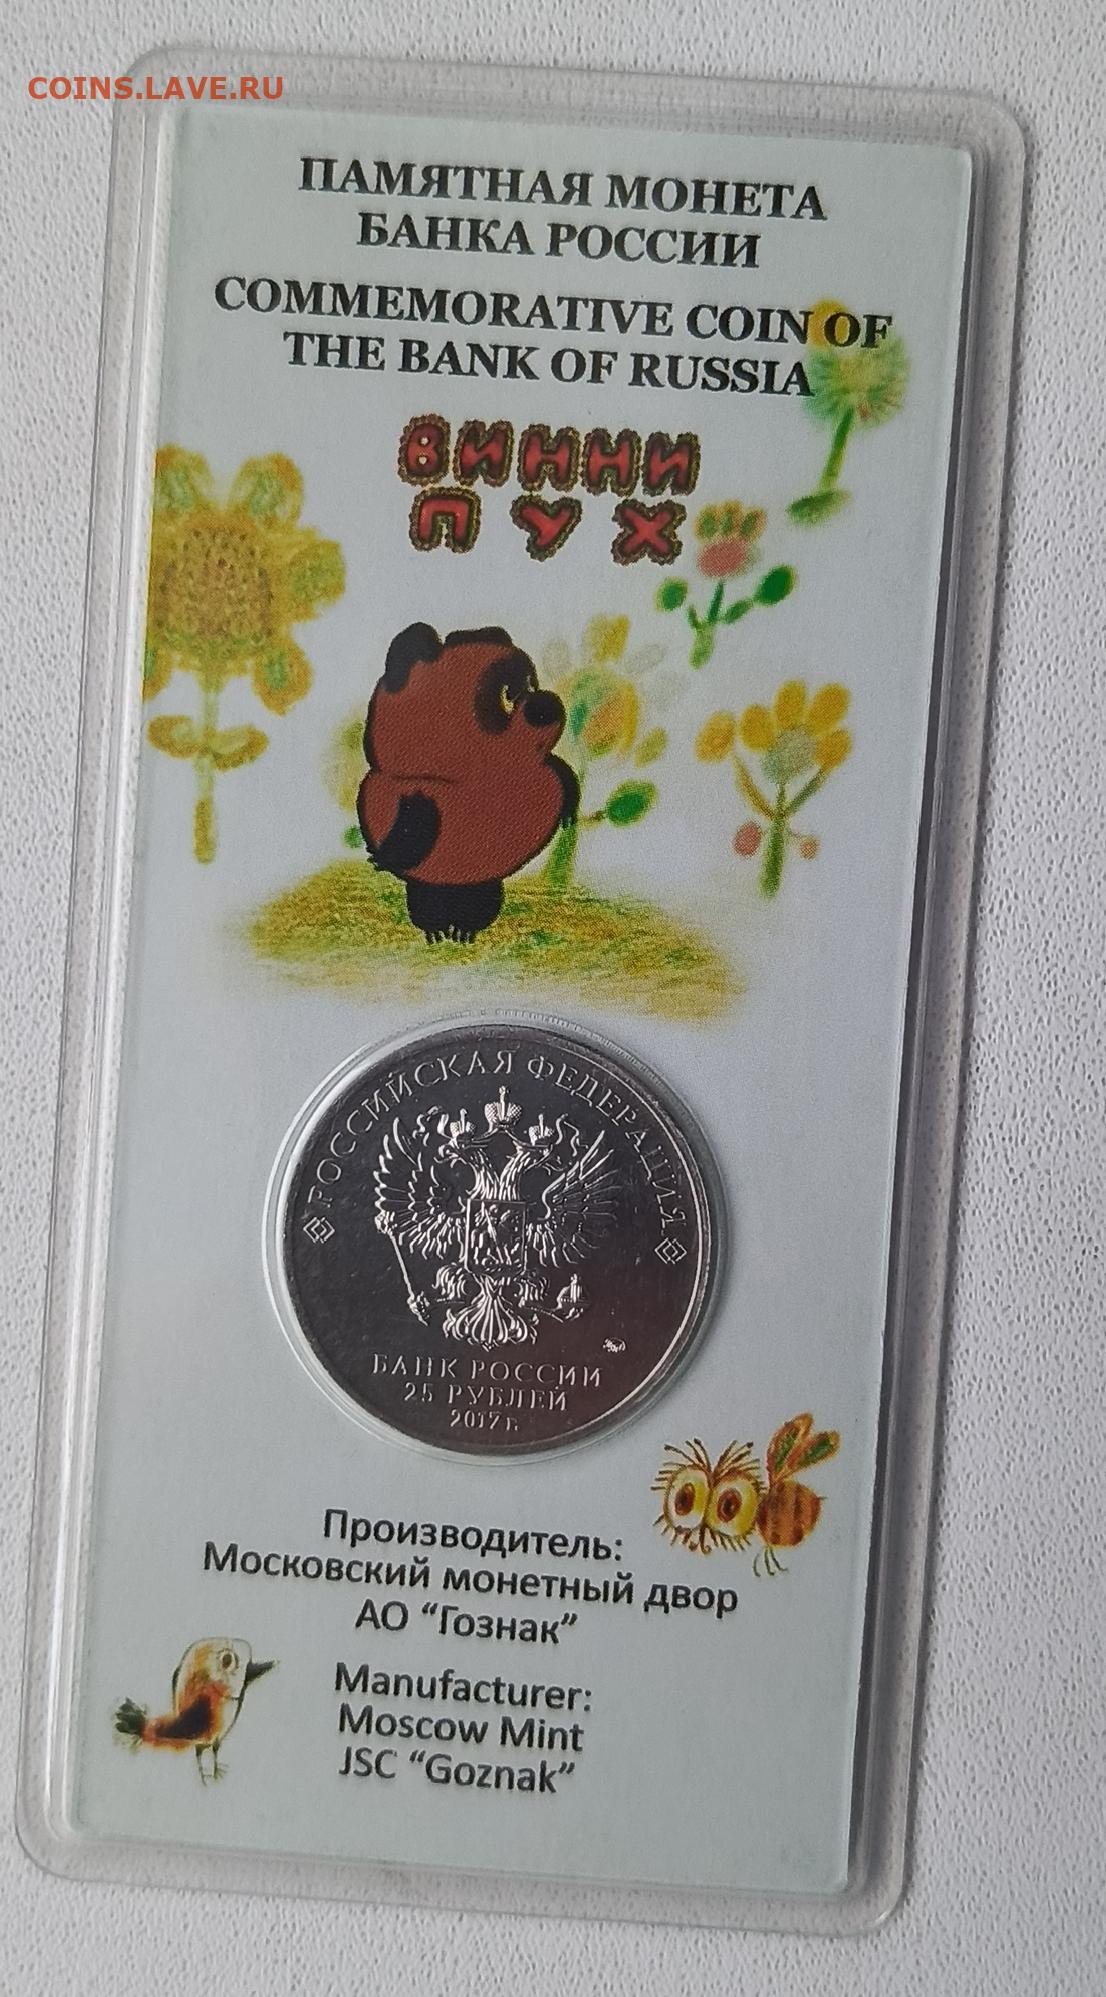 COINS.LAVE.RU
ПАМЯТНАЯ МОНЕТА
БАНКА РОССИИ
COMMEMORATIVE COIN OF
THE BANK OF RUSSIA
ВИННИ
ПУХ
РОССИЙСКАЯ ФЕДЕРАЦИЯ
БАНК РОССИИ
25 РУБЛЕЙ
2017 г.
Производитель:
Московский монетный двор
АО “Гознак”
Manufacturer:
Moscow Mint
JSC “Goznak”